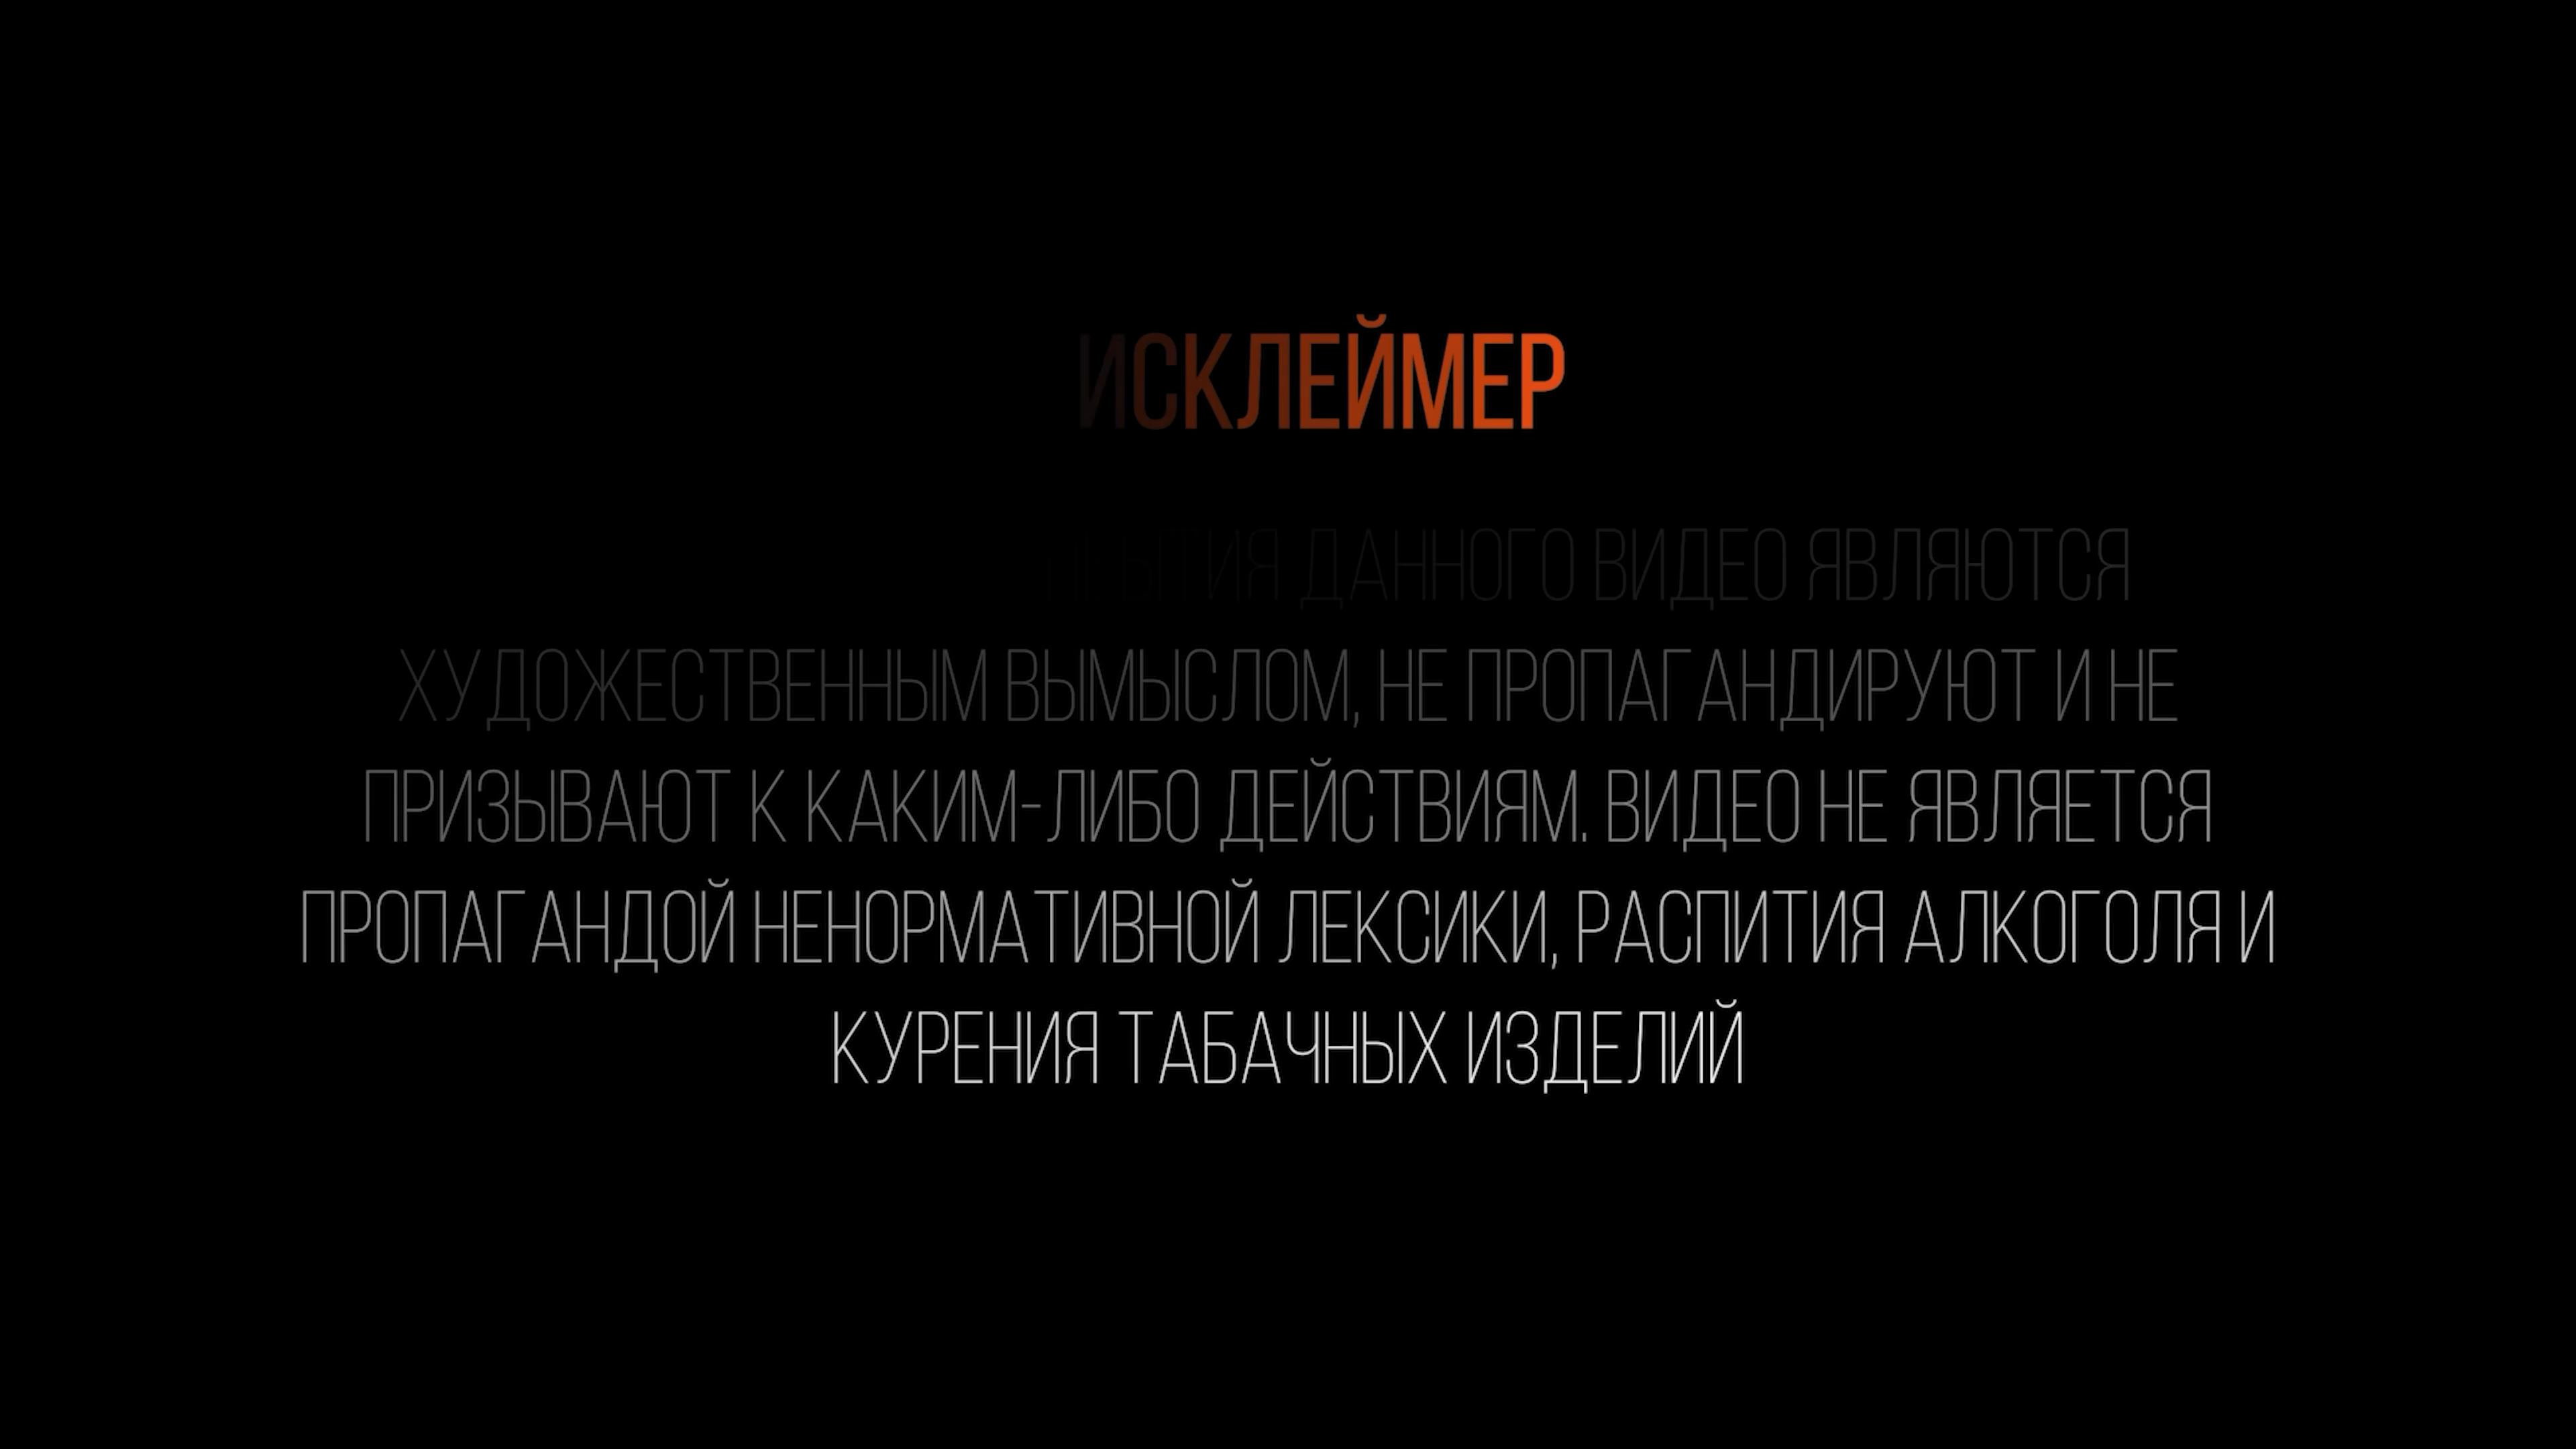 ИСКЛЕЙМЕР
ДАННОГО ВИДЕО ЯВЛЯЮТСЯ
ХУДОЖЕСТВЕННЫМ ВЫМЫСЛОМ, НЕ ПРОПАГАНДИРУЮТ И НЕ
ПРИЗЫВАЮТ К КАКИМ-ЛИБО ДЕЙСТВИЯМ. ВИДЕО НЕ ЯВЛЯЕТСЯ
ПРОПАГАНДОЙ НЕНОРМАТИВНОЙ ЛЕКСИКИ, РАСПИТИЯ АЛКОГОЛЯ И
КУРЕНИЯ ТАБАЧНЫХ ИЗДЕЛИЙ